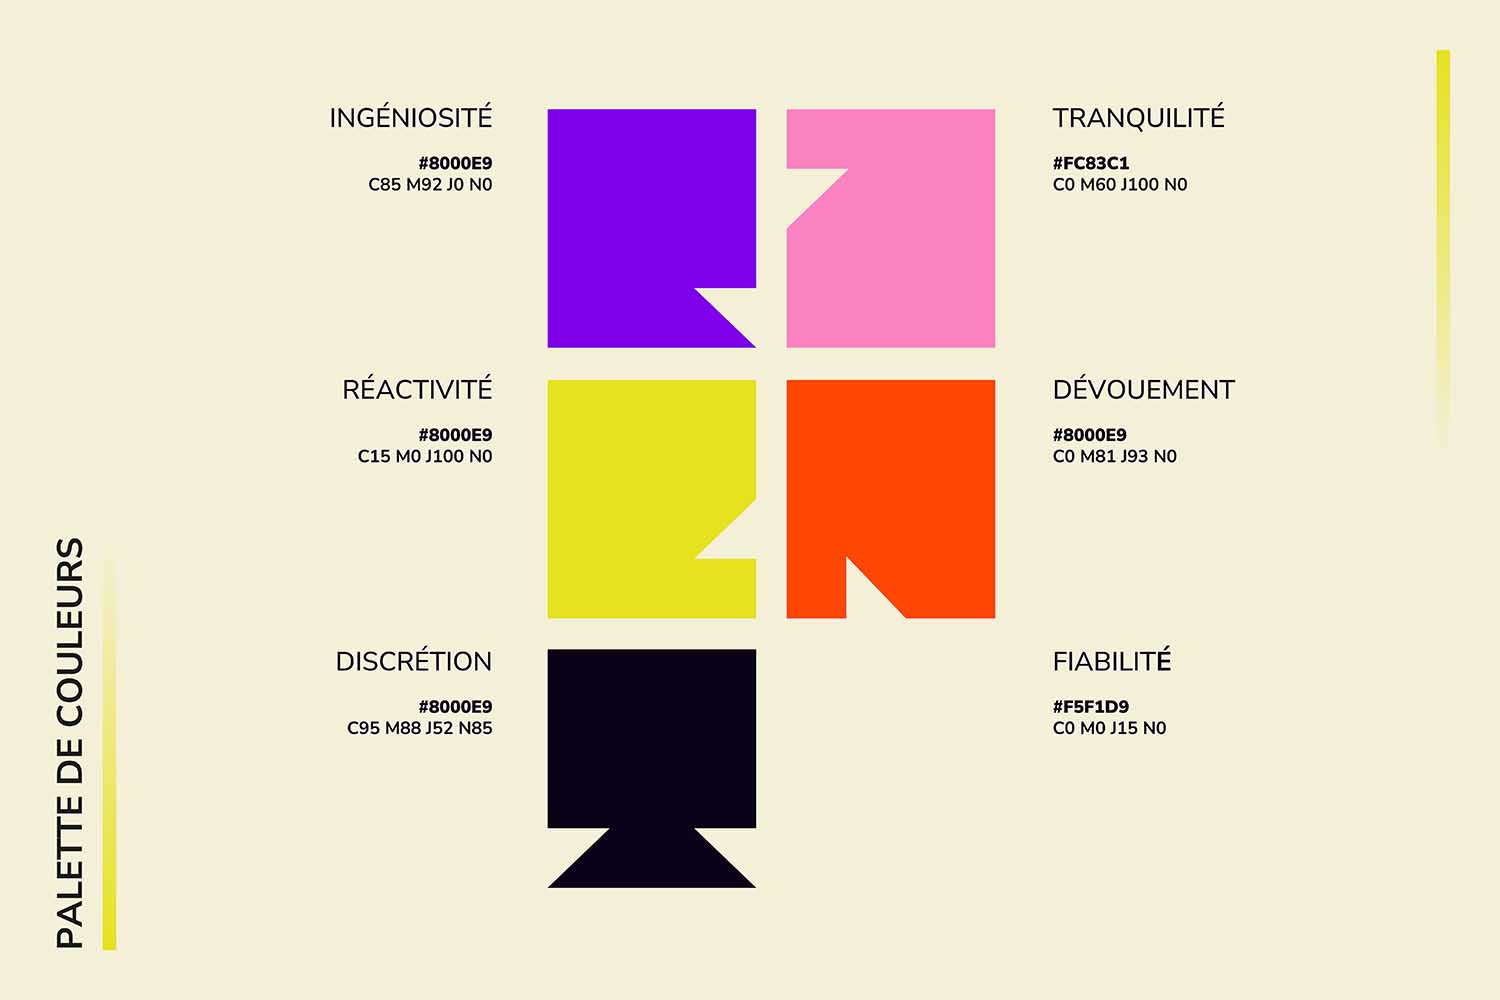 INGÉNIOSITÉ
#8000E9
C85 M92 J0 N0
TRANQUILITÉ
#FC83C1
C0 M60 J100 N0
RÉACTIVITÉ
#8000E9
C15 M0 J100 N0
DÉVOUEMENT
#8000E9
C0 M81 J93 N0
DISCRÉTION
#8000E9
C95 M88 J52 N85
FIABILITÉ
#F5F1D9
C0 M0 J15 N0
PALETTE DE COULEURS